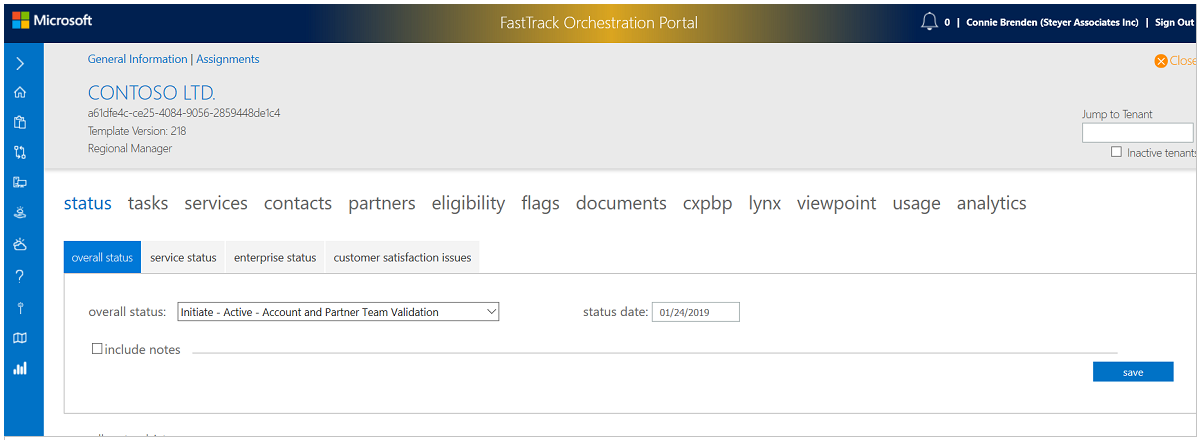 Microsoft
FastTrack Orchestration Portal
0 | Connie Brenden (Steyer Associates Inc) | Sign Out
General Information | Assignments
Close
CONTOSO LTD.
a61dfe4c-ce25-4084-9056-2859448de1c4
Template Version: 218
Regional Manager
Jump to Tenant
Inactive tenants
status tasks services contacts partners eligibility flags documents cxpbp lynx viewpoint usage analytics
overall status service status enterprise status customer satisfaction issues
overall status: Initiate - Active - Account and Partner Team Validation status date: 01/24/2019
include notes
save